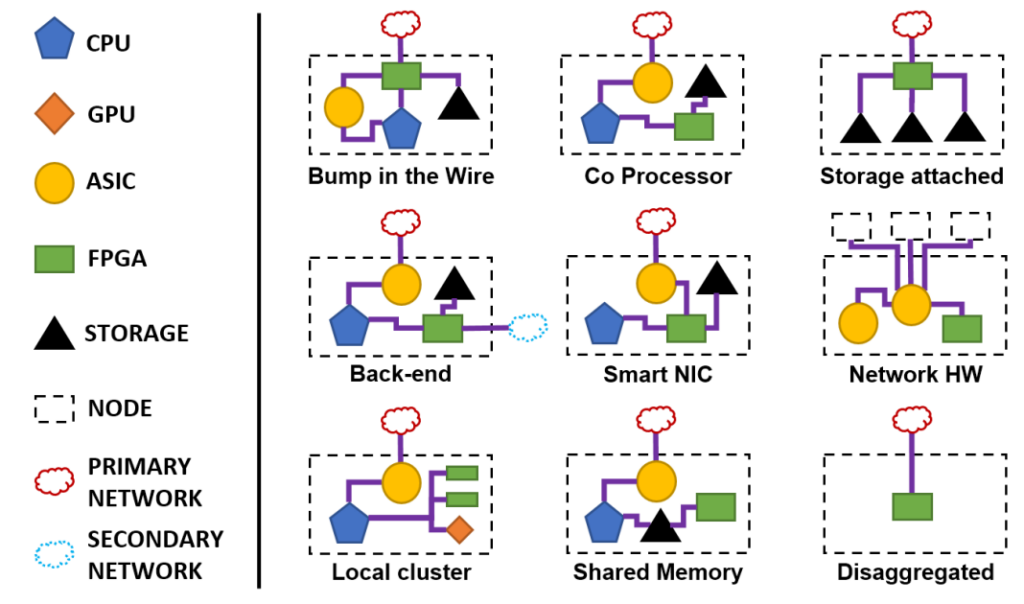 CPU
GPU
ASIC
FPGA
STORAGE
NODE
PRIMARY
NETWORK
SECONDARY
NETWORK
Bump in the Wire
Co Processor
Storage attached
Back-end
Smart NIC
Network HW
Local cluster
Shared Memory
Disaggregated